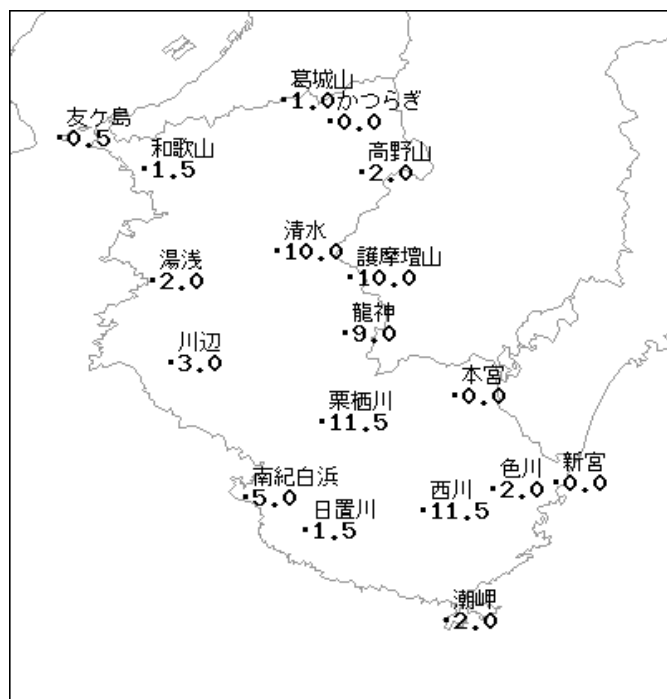 葛城山
1.0
かつらぎ
0.0
友ケ島
0.5
和歌山
1.5
高野山
2.0
清水
10.0
護摩壇山
10.0
湯浅
2.0
龍神
9.0
川辺
3.0
本宮
0.0
栗栖川
11.5
新宮
0.0
色川
2.0
南紀白浜
5.0
西川
11.5
日置川
1.5
潮岬
2.0